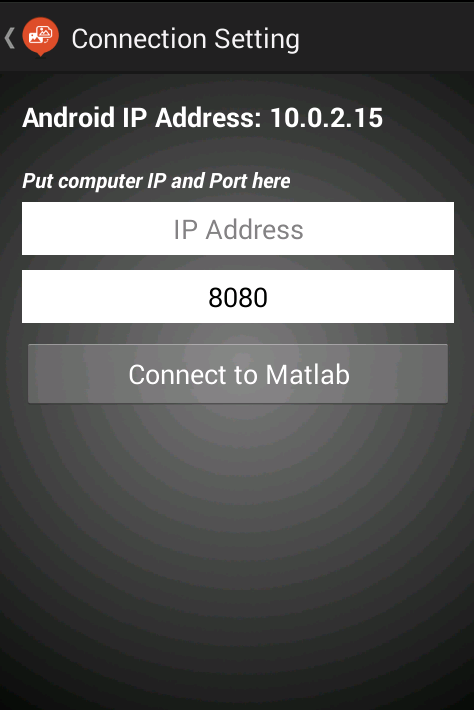 Connection Setting
Android IP Address: 10.0.2.15
Put computer IP and Port here
IP Address
8080
Connect to Matlab